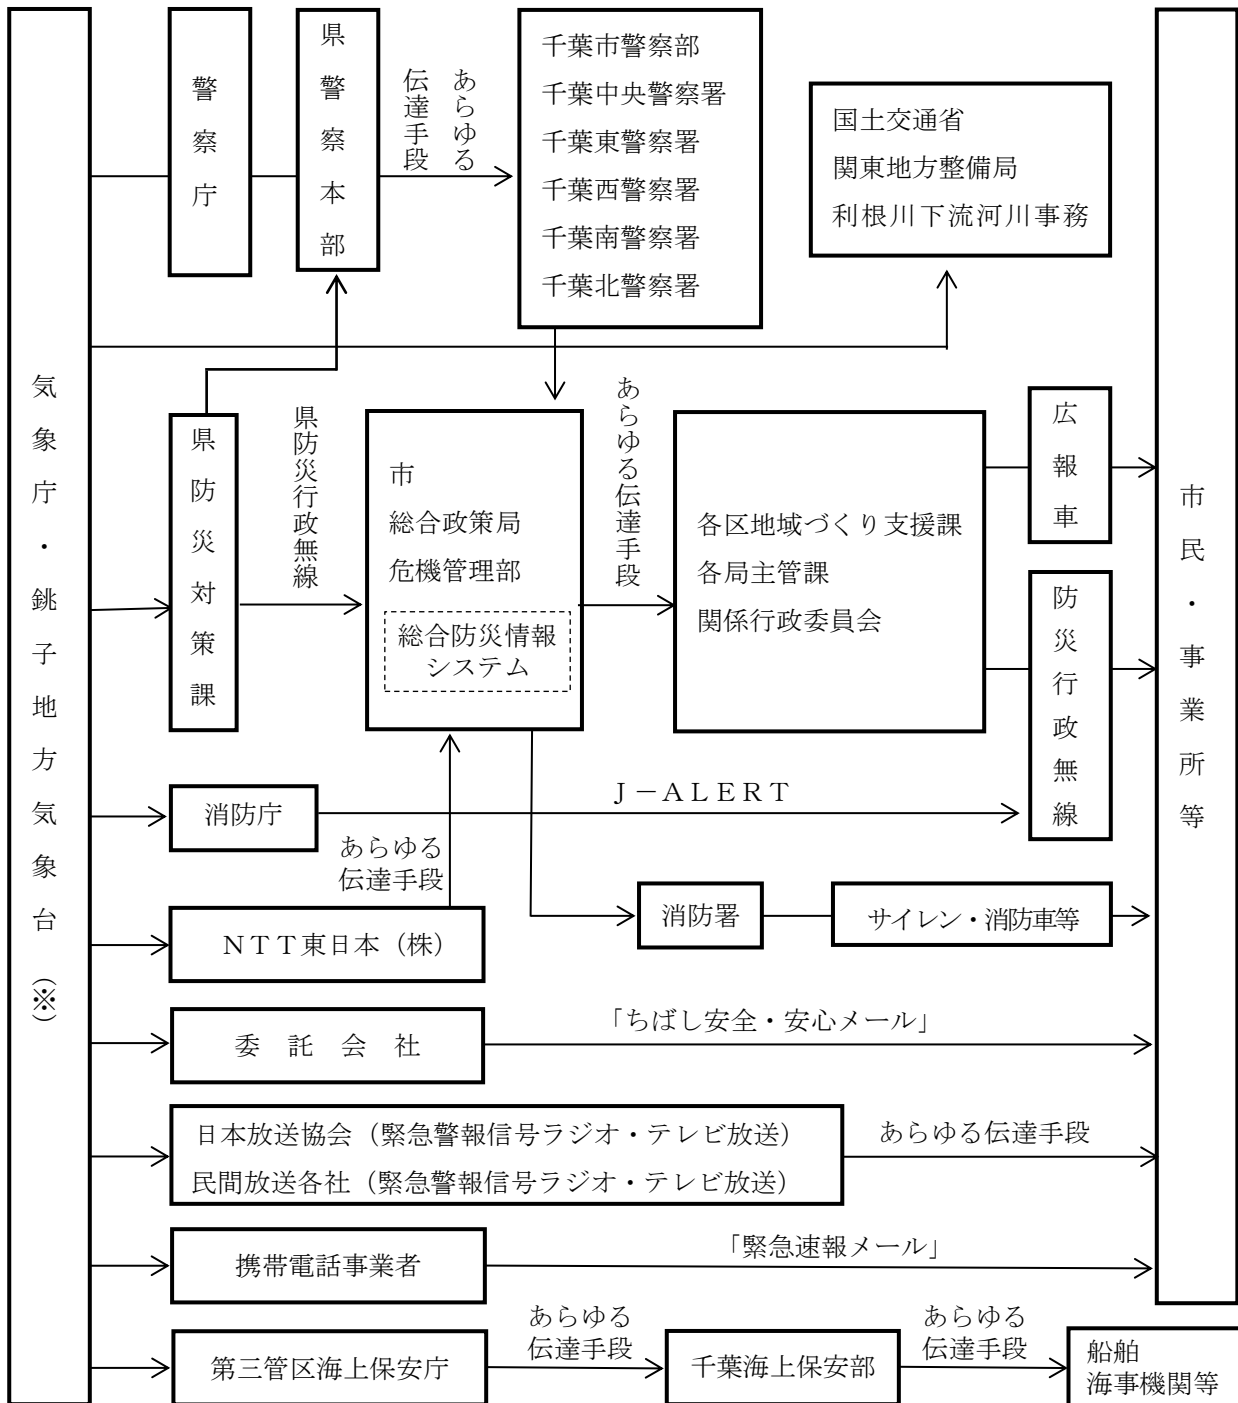 気象庁・銚子地方気象台（※）
警察庁
県警察本部
あらゆる
伝達手段
千葉市警察部
千葉中央警察署
千葉東警察署
千葉西警察署
千葉南警察署
千葉北警察署
国土交通省
関東地方整備局
利根川下流河川事務
県防災対策課
県防災行政無線
市
総合政策局
危機管理部
総合防災情報
システム
あらゆる伝達手段
各区地域づくり支援課
各局主管課
関係行政委員会
広報車
防災行政無線
市民・事業所等
消防庁
Ｊ－ＡＬＥＲＴ
あらゆる
伝達手段
ＮＴＴ東日本（株）
消防署
サイレン・消防車等
委託会社
「ちばし安全・安心メール」
日本放送協会（緊急警報信号ラジオ・テレビ放送）
民間放送各社（緊急警報信号ラジオ・テレビ放送）
あらゆる伝達手段
携帯電話事業者
「緊急速報メール」
第三管区海上保安庁
あらゆる
伝達手段
千葉海上保安部
あらゆる
伝達手段
船舶
海事機関等